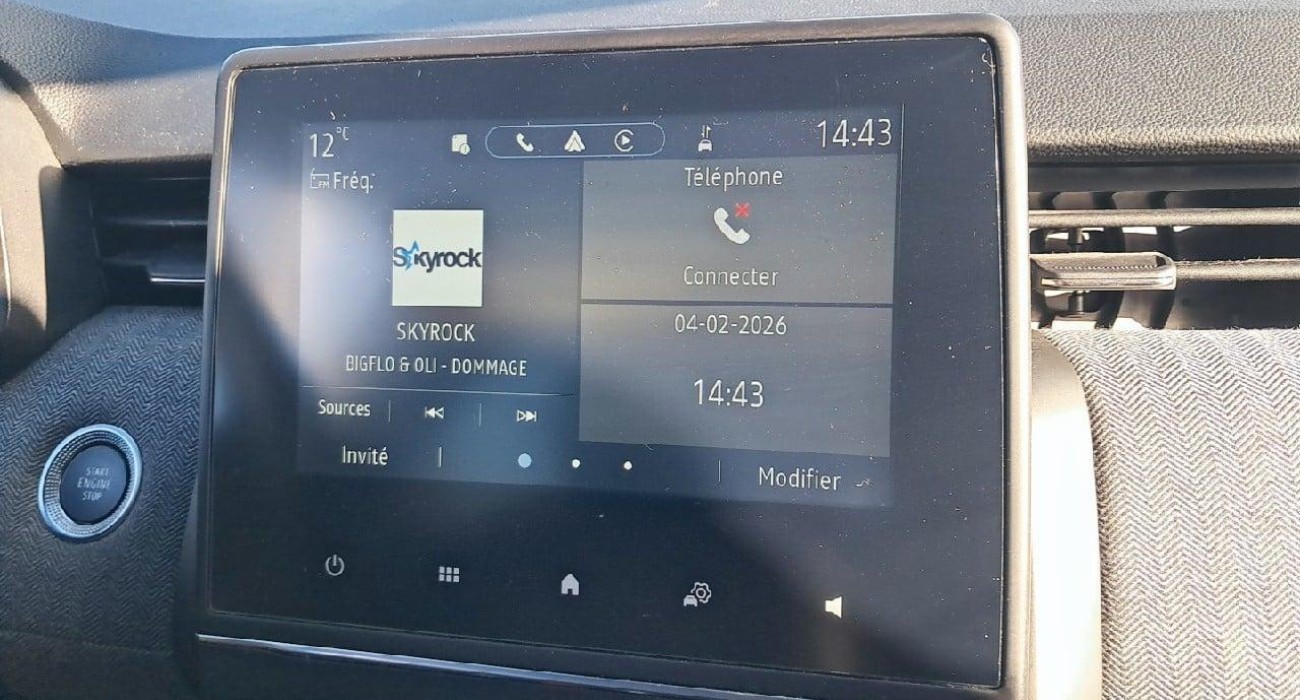 12°C
14:43
FM Fréq.
Skyrock
SKYROCK
BIGFLO & OLI - DOMMAGE
Sources
Invité
Téléphone
Connecter
04-02-2026
14:43
Modifier
START
ENGINE
STOP